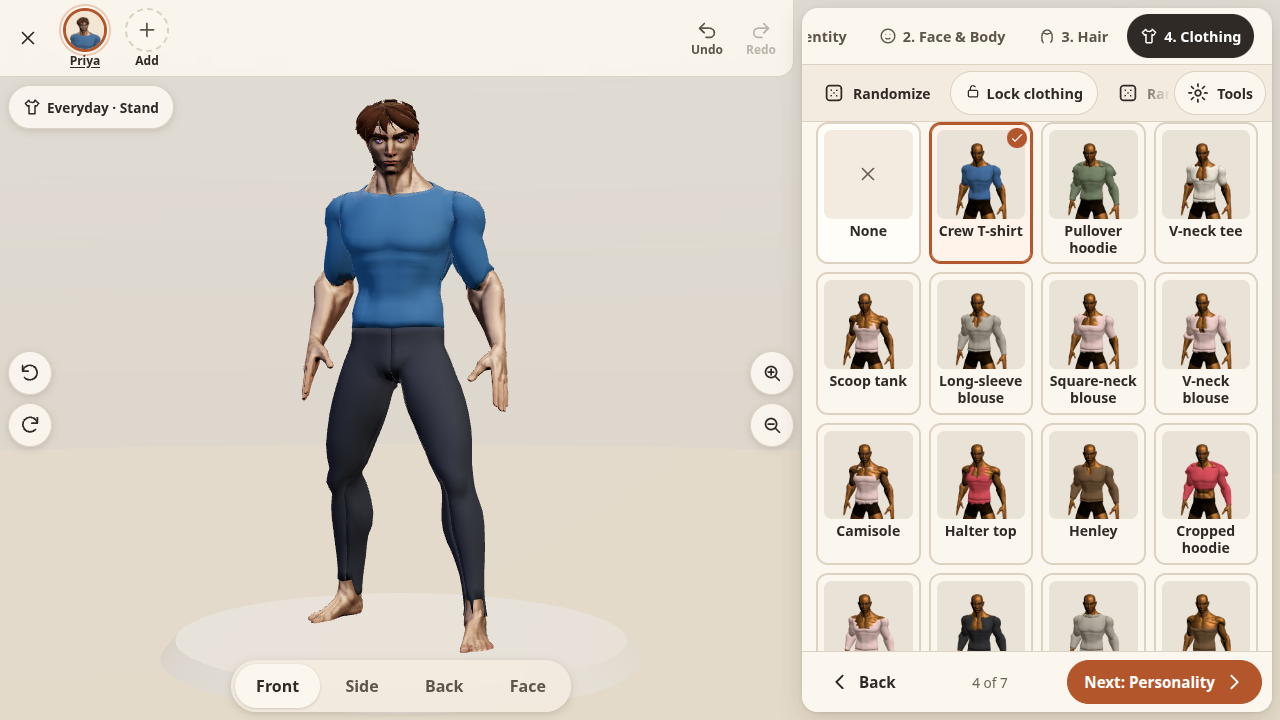 Priya
Add
Undo
Redo
entity
2. Face & Body
3. Hair
4. Clothing
Everyday · Stand
Randomize
Lock clothing
Tools
None
Crew T-shirt
Pullover
hoodie
V-neck tee
Scoop tank
Long-sleeve
blouse
Square-neck
blouse
V-neck
blouse
Camisole
Halter top
Henley
Cropped
hoodie
Front
Side
Back
Face
Back
4 of 7
Next: Personality